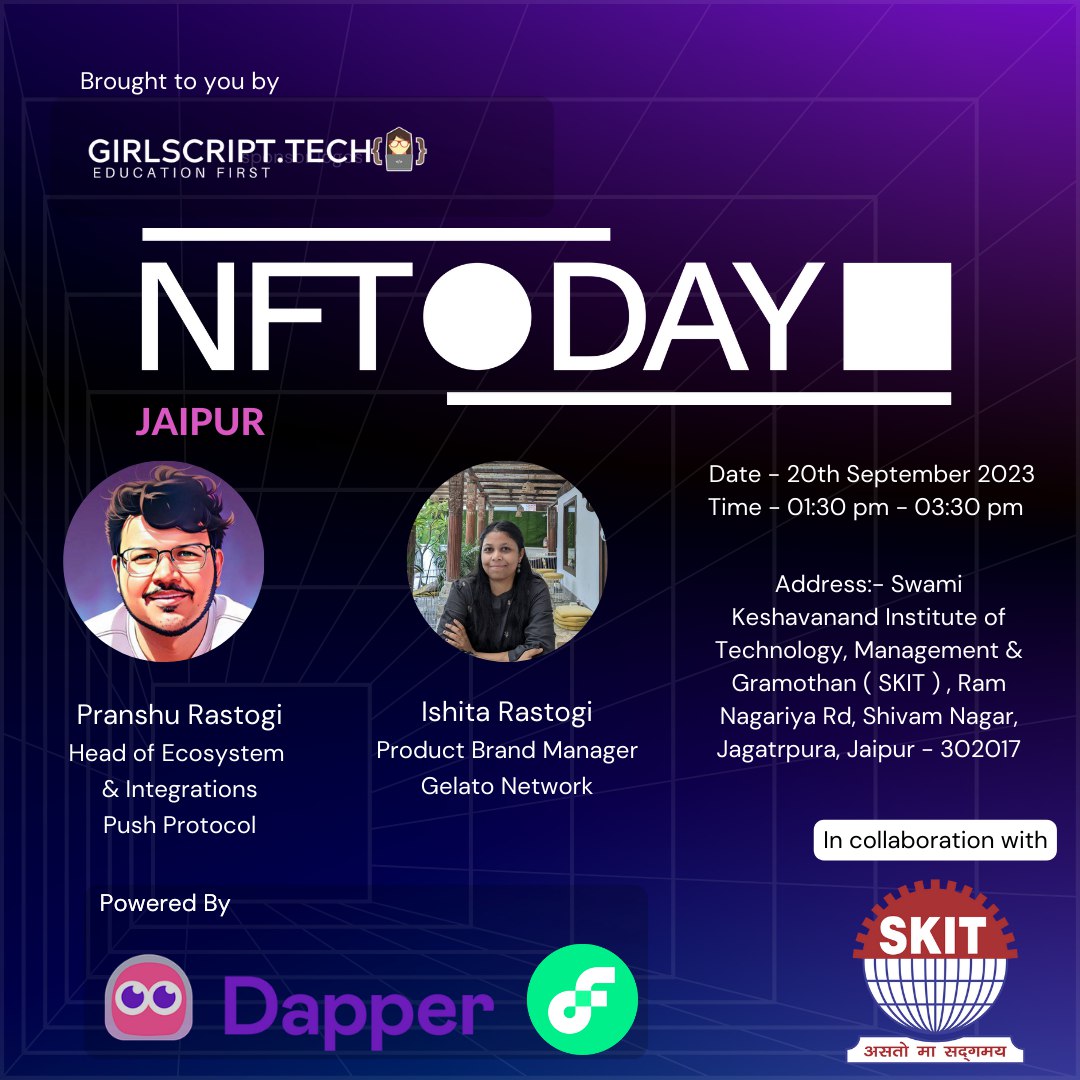 Brought to you by
GIRLSCRIPT.TECH
EDUCATION FIRST
NFT DAY
JAIPUR
Date - 20th September 2023
Time - 01:30 pm - 03:30 pm
Address:- Swami
Keshavanand Institute of
Technology, Management &
Gramothan ( SKIT ) , Ram
Nagariya Rd, Shivam Nagar,
Jagatrpura, Jaipur - 302017
Pranshu Rastogi
Head of Ecosystem
& Integrations
Push Protocol
Ishita Rastogi
Product Brand Manager
Gelato Network
In collaboration with
SKIT
असतो मा सद्गमय
Powered By
Dapper